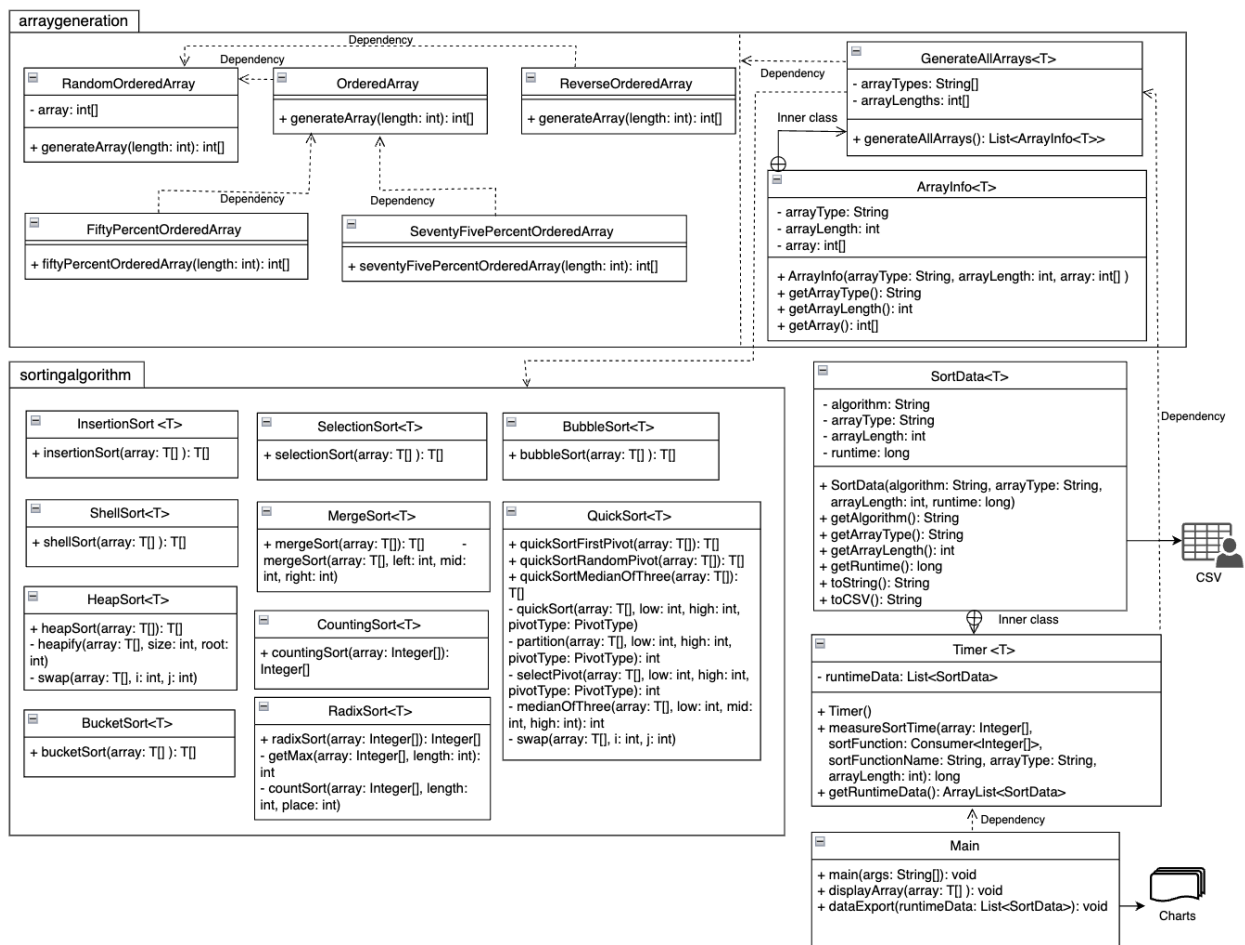 arraygeneration
Dependency
Dependency
RandomOrderedArray
- array: int[]
+ generateArray(length: int): int[]
OrderedArray
+ generateArray(length: int): int[]
ReverseOrderedArray
+ generateArray(length: int): int[]
Dependency
FiftyPercentOrderedArray
+ fiftyPercentOrderedArray(length: int): int[]
Dependency
SeventyFivePercentOrderedArray
+ seventyFivePercentOrderedArray(length: int): int[]
Dependency
GenerateAllArrays<T>
- arrayTypes: String[]
- arrayLengths: int[]
+ generateAllArrays(): List<ArrayInfo<T>>
Inner class
ArrayInfo<T>
- arrayType: String
- arrayLength: int
- array: int[]
+ ArrayInfo(arrayType: String, arrayLength: int, array: int[] )
+ getArrayType(): String
+ getArrayLength(): int
+ getArray(): int[]
sortingalgorithm
InsertionSort <T>
+ insertionSort(array: T[] ): T[]
SelectionSort<T>
+ selectionSort(array: T[] ): T[]
BubbleSort<T>
+ bubbleSort(array: T[] ): T[]
ShellSort<T>
+ shellSort(array: T[] ): T[]
MergeSort<T>
+ mergeSort(array: T[]): T[] -
mergeSort(array: T[], left: int, mid:
int, right: int)
QuickSort<T>
+ quickSortFirstPivot(array: T[]): T[]
+ quickSortRandomPivot(array: T[]): T[]
+ quickSortMedianOfThree(array: T[]):
T[]
- quickSort(array: T[], low: int, high: int,
pivotType: PivotType)
- partition(array: T[], low: int, high: int,
pivotType: PivotType): int
- selectPivot(array: T[], low: int, high: int,
pivotType: PivotType): int
- medianOfThree(array: T[], low: int, mid:
int, high: int): int
- swap(array: T[], i: int, j: int)
HeapSort<T>
+ heapSort(array: T[]): T[]
- heapify(array: T[], size: int, root:
int)
- swap(array: T[], i: int, j: int)
CountingSort<T>
+ countingSort(array: Integer[]):
Integer[]
BucketSort<T>
+ bucketSort(array: T[] ): T[]
RadixSort<T>
+ radixSort(array: Integer[]): Integer[]
- getMax(array: Integer[], length: int):
int
- countSort(array: Integer[], length:
int, place: int)
SortData<T>
- algorithm: String
- arrayType: String
- arrayLength: int
- runtime: long
+ SortData(algorithm: String, arrayType: String,
arrayLength: int, runtime: long)
+ getAlgorithm(): String
+ getArrayType(): String
+ getArrayLength(): int
+ getRuntime(): long
+ toString(): String
+ toCSV(): String
Dependency
CSV
Inner class
Timer <T>
- runtimeData: List<SortData>
+ Timer()
+ measureSortTime(array: Integer[],
sortFunction: Consumer<Integer[]>,
sortFunctionName: String, arrayType: String,
arrayLength: int): long
+ getRuntimeData(): ArrayList<SortData>
Dependency
Main
+ main(args: String[]): void
+ displayArray(array: T[] ): void
+ dataExport(runtimeData: List<SortData>): void
Charts